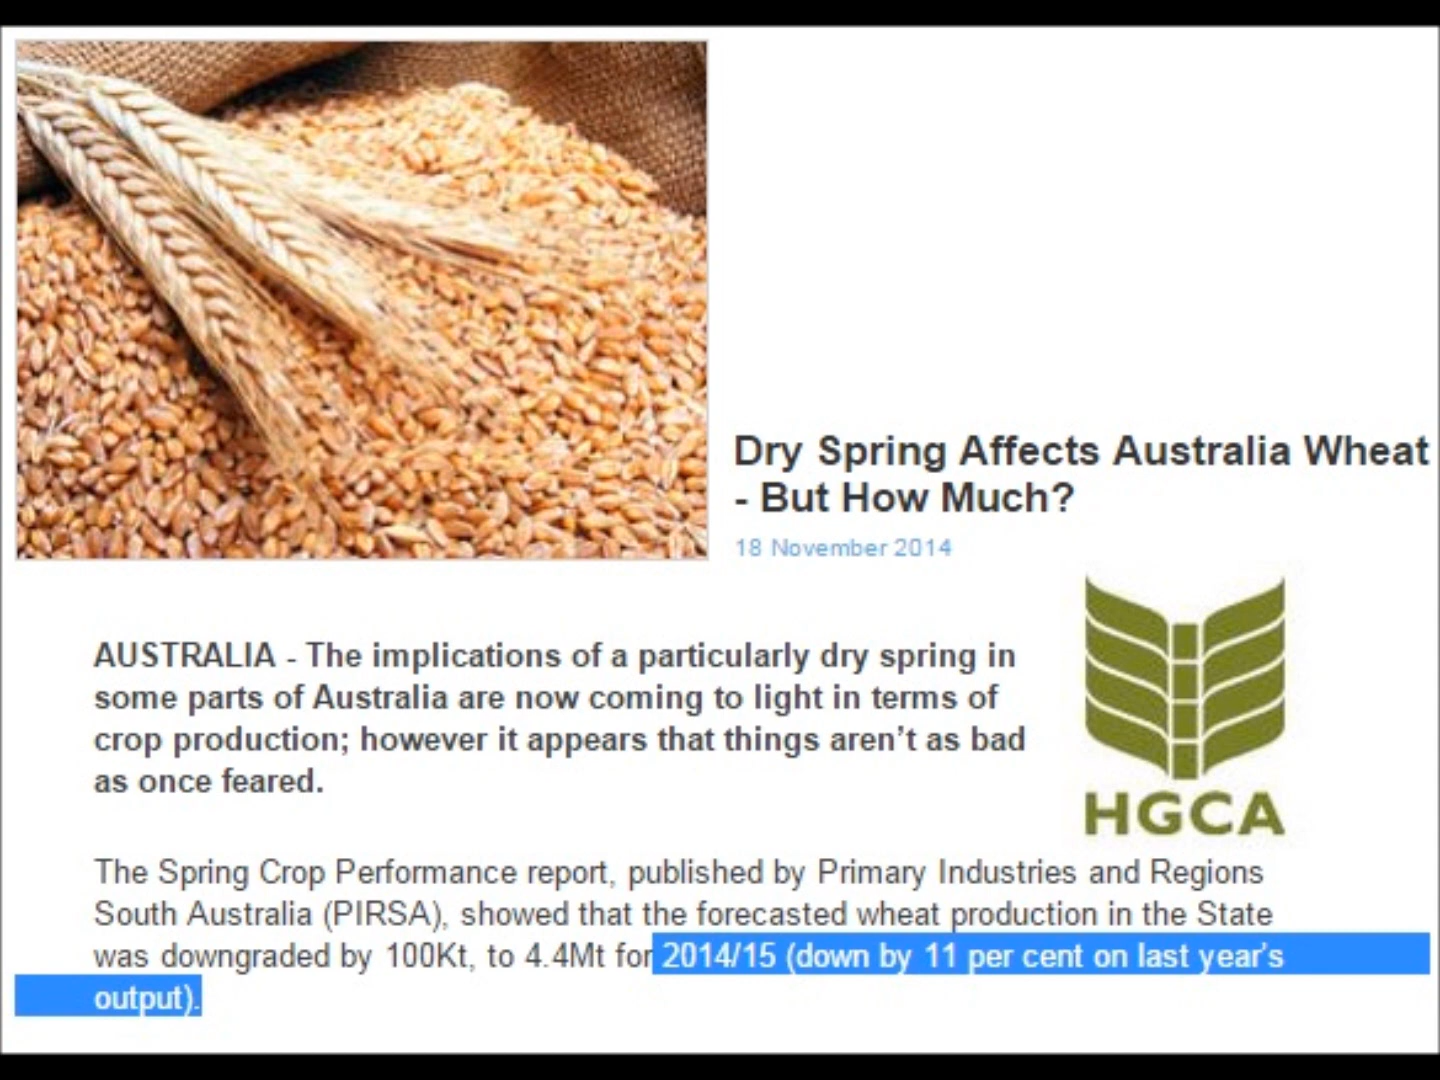 Dry Spring Affects Australia Wheat
- But How Much?
18 November 2014
AUSTRALIA - The implications of a particularly dry spring in
some parts of Australia are now coming to light in terms of
crop production; however it appears that things aren’t as bad
as once feared.
HGCA
The Spring Crop Performance report, published by Primary Industries and Regions
South Australia (PIRSA), showed that the forecasted wheat production in the State
was downgraded by 100Kt, to 4.4Mt for 2014/15 (down by 11 per cent on last year’s
output).